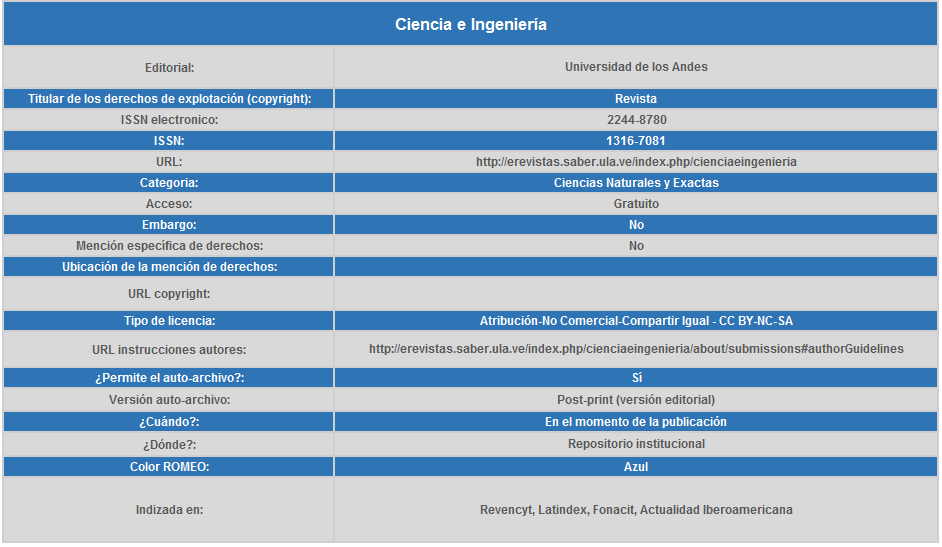 Ciencia e Ingeniería
Editorial: Universidad de los Andes
Titular de los derechos de explotación (copyright): Revista
ISSN electronico: 2244-8780
ISSN: 1316-7081
URL: http://erevistas.saber.ula.ve/index.php/cienciaeingenieria
Categoria: Ciencias Naturales y Exactas
Acceso: Gratuito
Embargo: No
Mención específica de derechos: No
Ubicación de la mención de derechos:
URL copyright:
Tipo de licencia: Atribución-No Comercial-Compartir Igual - CC BY-NC-SA
URL instrucciones autores: http://erevistas.saber.ula.ve/index.php/cienciaeingenieria/about/submissions#authorGuidelines
¿Permite el auto-archivo?: Si
Versión auto-archivo: Post-print (versión editorial)
¿Cuándo?: En el momento de la publicación
¿Dónde?: Repositorio institucional
Color ROMEO: Azul
Indizada en: Revencyt, Latindex, Fonacit, Actualidad Iberoamericana